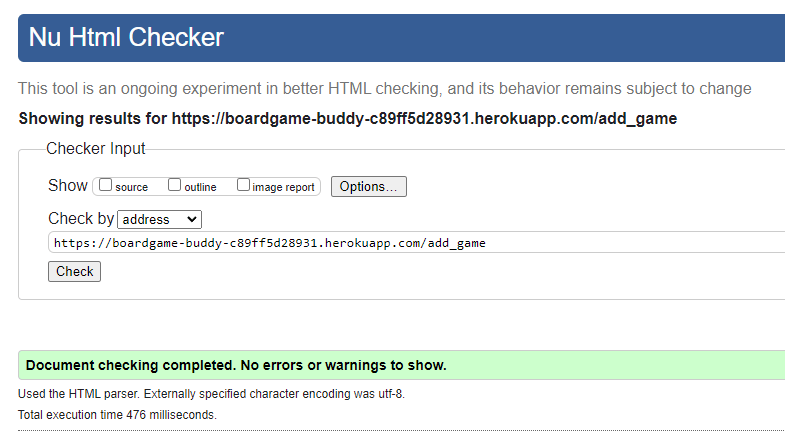 Nu Html Checker
This tool is an ongoing experiment in better HTML checking, and its behavior remains subject to change
Showing results for https://boardgame-buddy-c89ff5d28931.herokuapp.com/add_game
Checker Input
Show source outline image report Options...
Check by address
https://boardgame-buddy-c89ff5d28931.herokuapp.com/add_game
Check
Document checking completed. No errors or warnings to show.
Used the HTML parser. Externally specified character encoding was utf-8.
Total execution time 476 milliseconds.